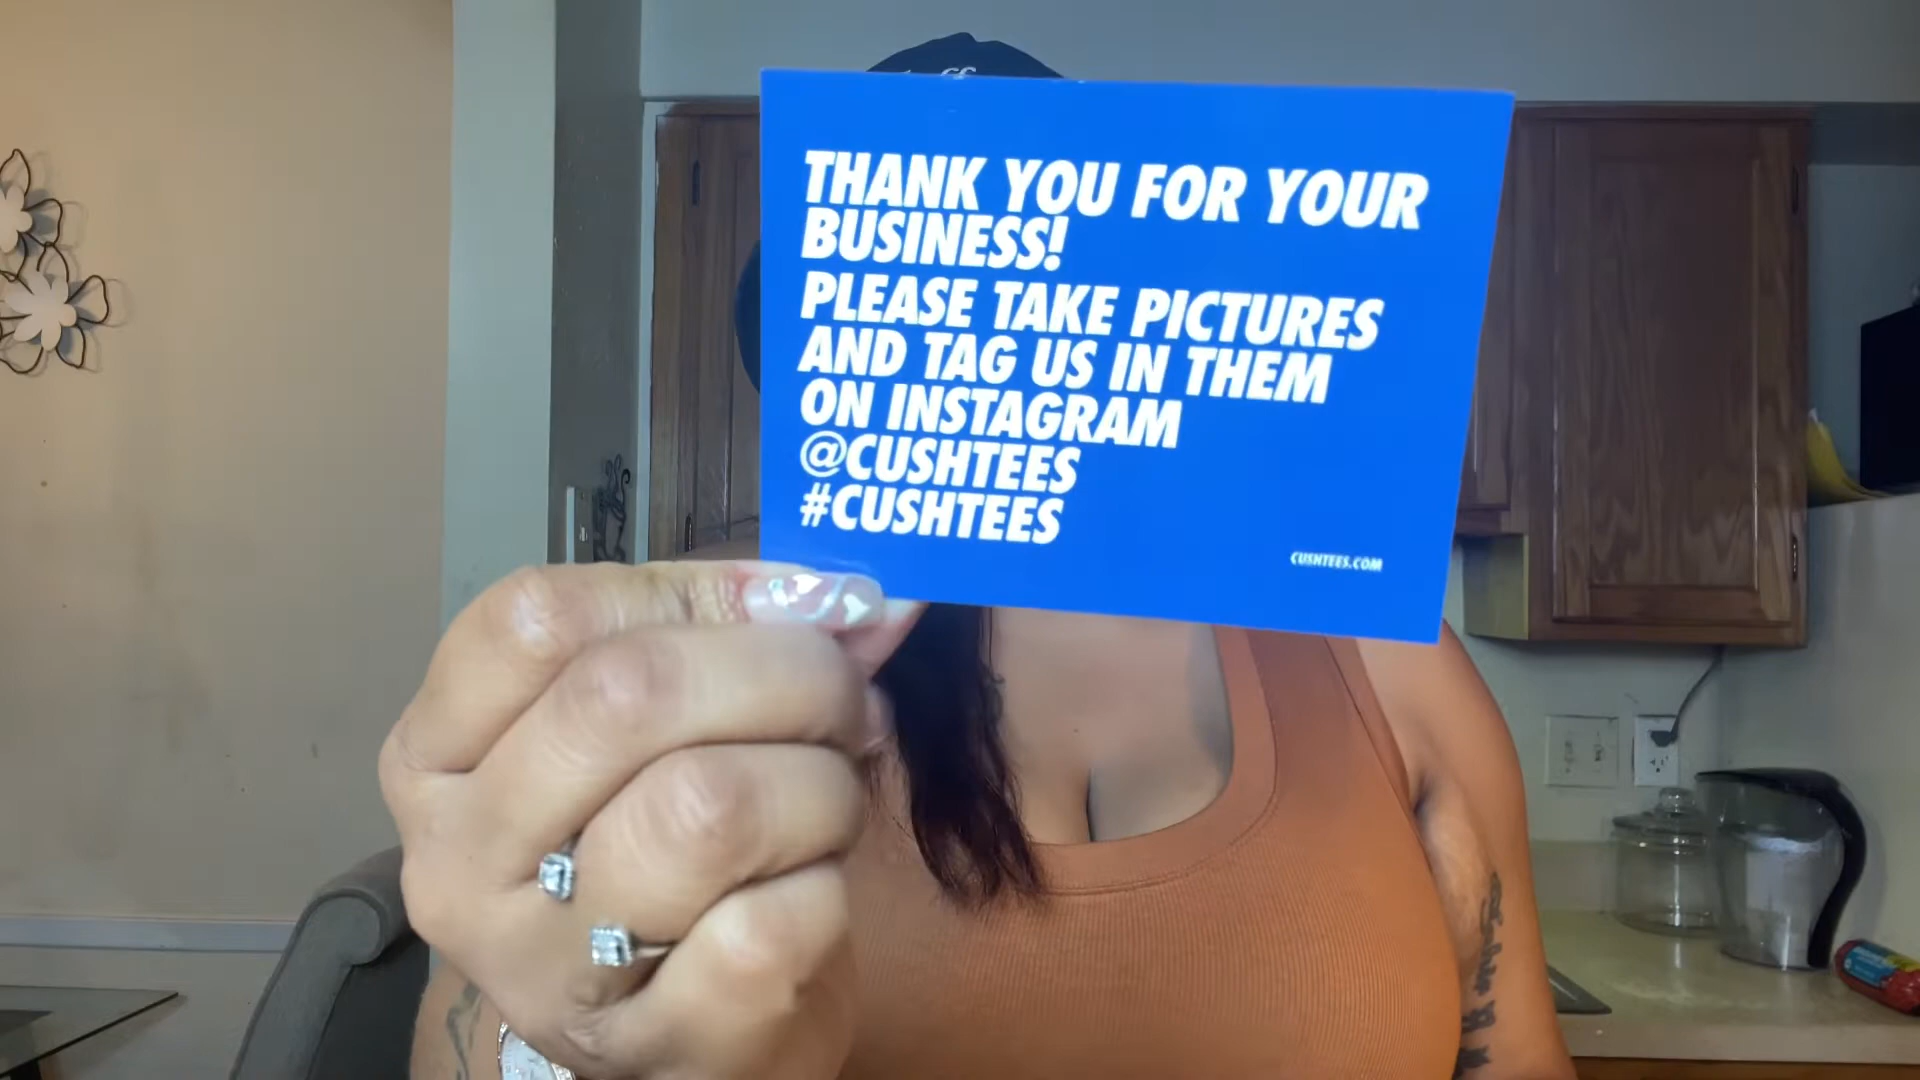 THANK YOU FOR YOUR
BUSINESS!
PLEASE TAKE PICTURES
AND TAG US IN THEM
ON INSTAGRAM
@CUSHTEES
#CUSHTEES
CUSHTEES.COM